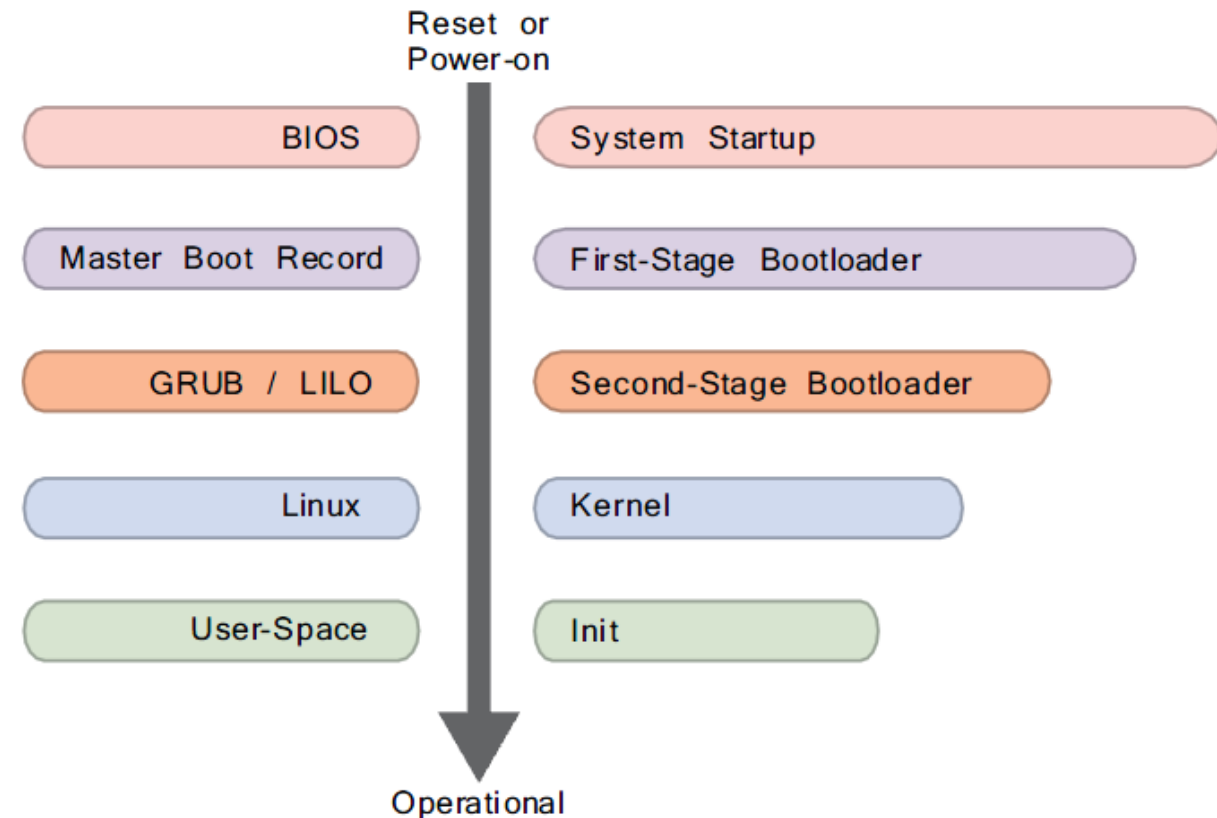 Reset or
Power-on
BIOS
System Startup
Master Boot Record
First-Stage Bootloader
GRUB / LILO
Second-Stage Bootloader
Linux
Kernel
User-Space
Init
Operational